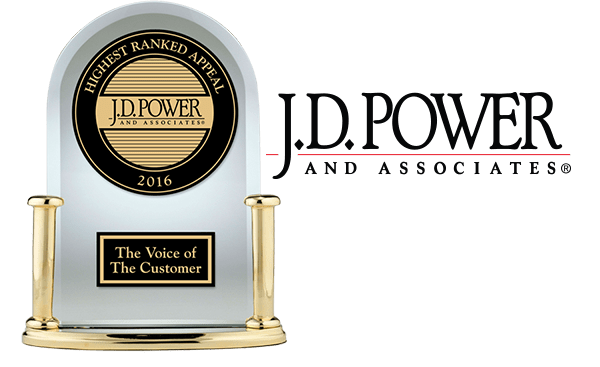 HIGHEST RANKED APPEAL
J.D. POWER
AND ASSOCIATES®
2016
The Voice of
The Customer
J.D. POWER
AND ASSOCIATES®